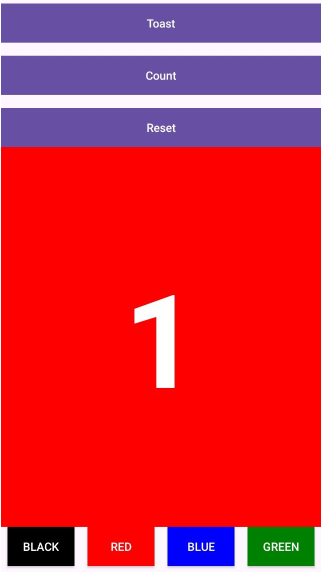 Toast
Count
Reset
1
BLACK RED BLUE GREEN